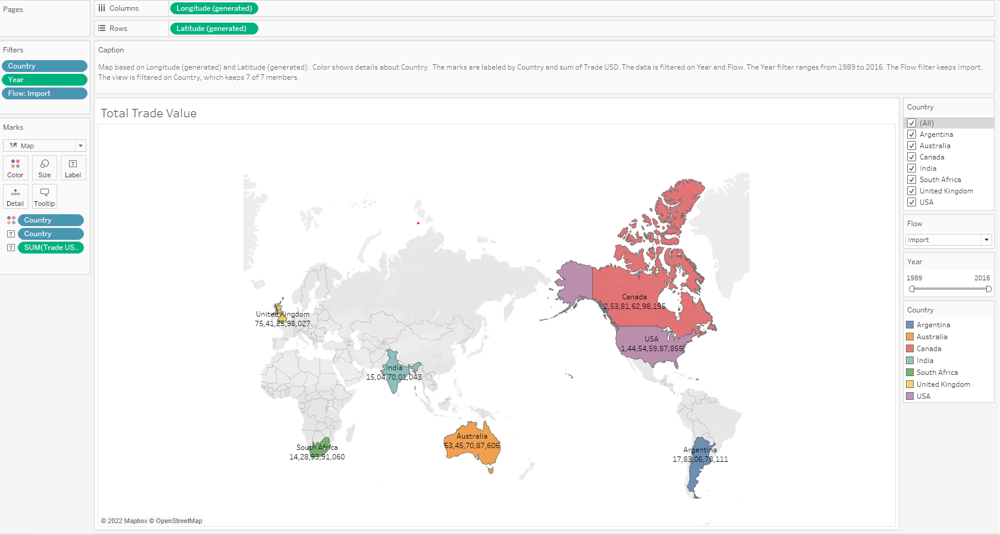 Pages
Columns
Longitude (generated)
Rows
Latitude (generated)
Filters
Country
Year
Flow: Import
Caption
Map based on Longitude (generated) and Latitude (generated). Color shows details about Country. The marks are labeled by Country and sum of Trade USD. The data is filtered on Year and Flow. The Year filter ranges from 1989 to 2016. The Flow filter keeps Import.
The view is filtered on Country, which keeps 7 of 7 members.
Marks
Map
Color
Size
Label
Detail
Tooltip
Country
Country
SUM(Trade US..
Total Trade Value
Canada
2,53,81,62,98,195
United Kingdom
75,41,25,98,027
USA
1,44,54,59,87,855
India
15,04,70,01,043
Australia
63,45,70,87,606
South Africa
14,28,93,91,060
Argentina
17,83,06,78,111
© 2022 Mapbox © OpenStreetMap
Country
(All)
Argentina
Australia
Canada
India
South Africa
United Kingdom
USA
Flow
Import
Year
1989
2016
Country
Argentina
Australia
Canada
India
South Africa
United Kingdom
USA